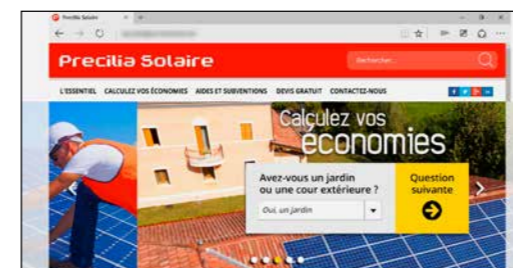 Precilia Solaire
Precilia Solaire
Rechercher...
L'ESSENTIEL CALCULEZ VOS ÉCONOMIES AIDES ET SUBVENTIONS DEVIS GRATUIT CONTACTEZ-NOUS
Calculez vos
économies
Avez-vous un jardin
ou une cour extérieure ?
Oui, un jardin
Question
suivante